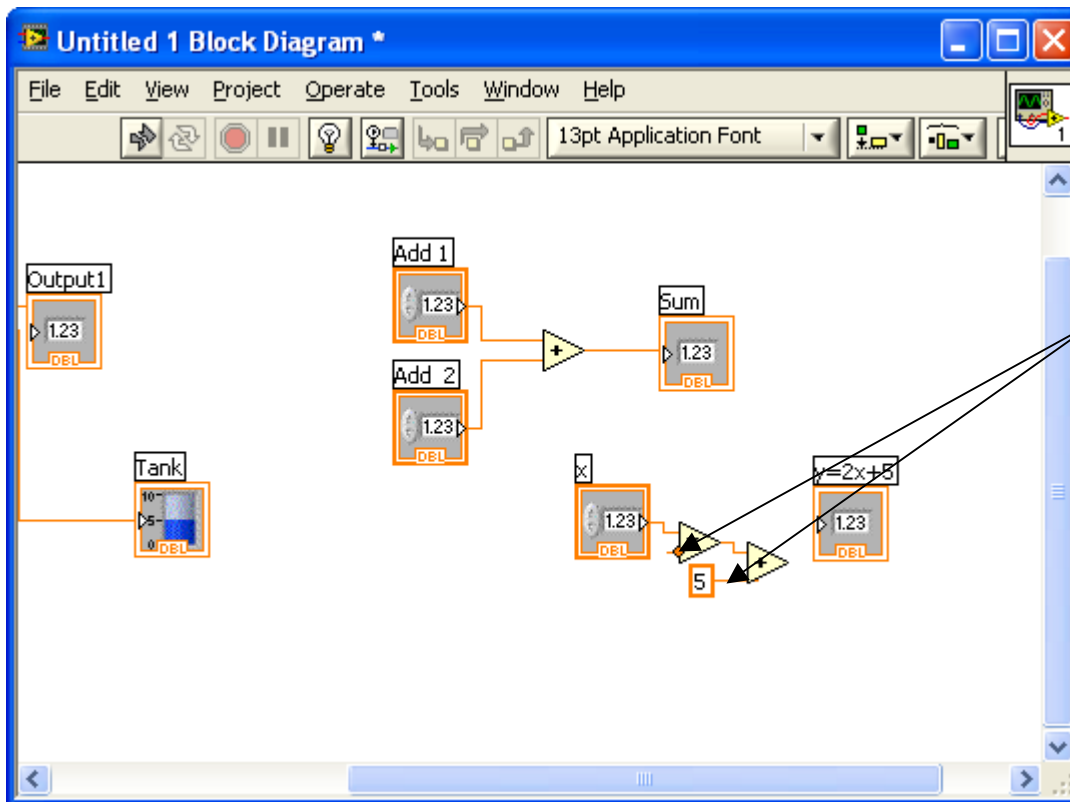 Untitled 1 Block Diagram *
File Edit View Project Operate Tools Window Help
13pt Application Font
1
Add 1
Output1
1.23
DBL
Sum
1.23
DBL
1.23
DBL
Add 2
1.23
DBL
Tank
10
5
0
DBL
x
1.23
DBL
y=2x+5
1.23
DBL
+
+
5